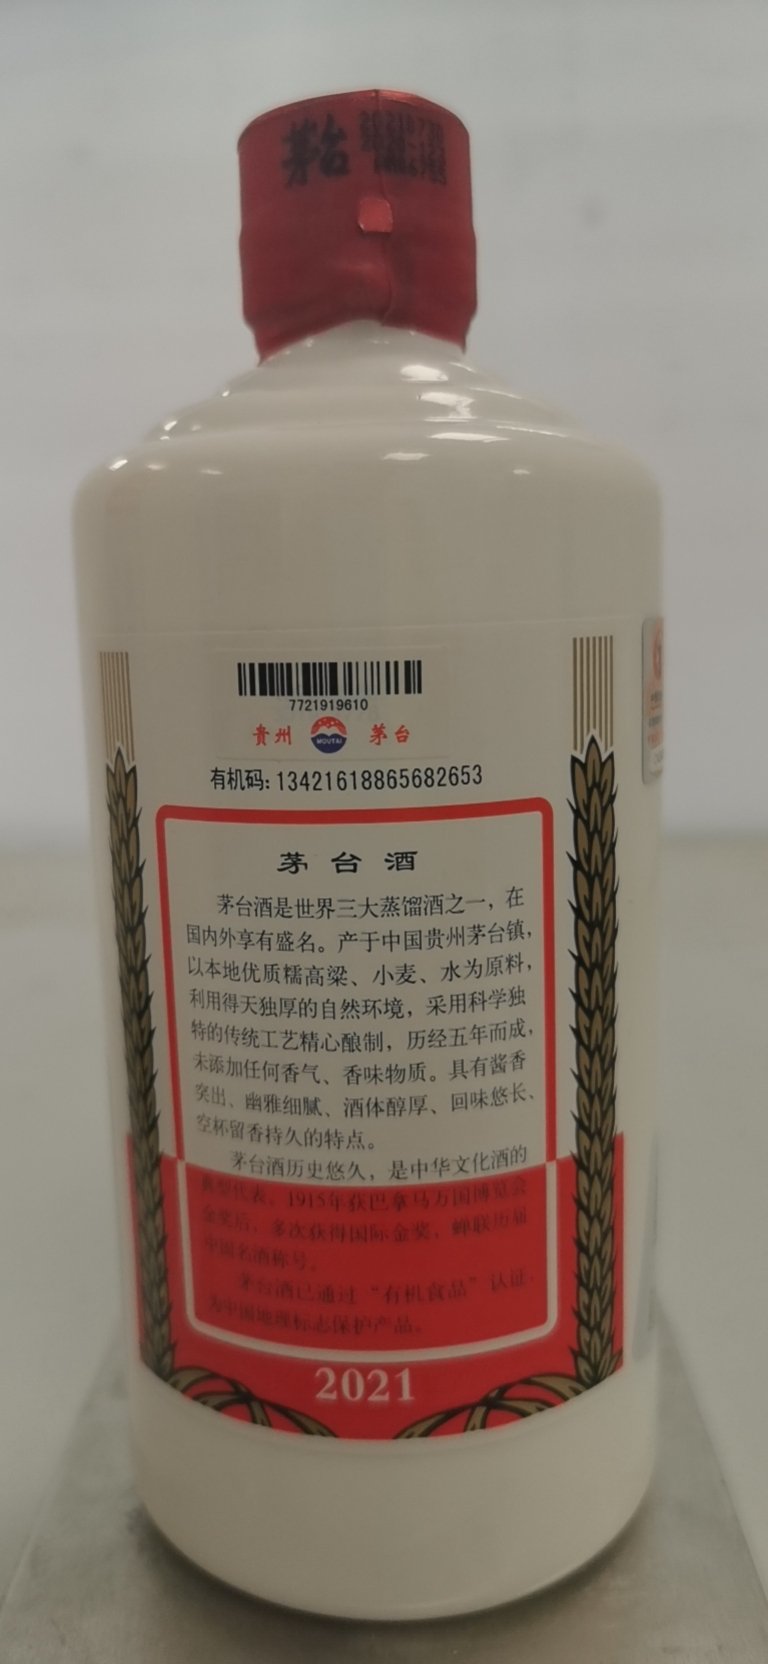 茅台
7721919610
贵州 MOUTAI 茅台
有机码: 13421618865682653
茅台酒
茅台酒是世界三大蒸馏酒之一，在
国内外享有盛名。产于中国贵州茅台镇，
以本地优质糯高粱、小麦、水为原料，
利用得天独厚的自然环境，采用科学独
特的传统工艺精心酿制，历经五年而成，
未添加任何香气、香味物质。具有酱香
突出、幽雅细腻、酒体醇厚、回味悠长、
空杯留香持久的特点。
茅台酒历史悠久，是中华文化酒的
典型代表。1915年获巴拿马万国博览会
金奖后，多次获得国际金奖，蝉联历届
中国名酒称号。
茅台酒已通过“有机食品”认证，
为中国地理标志保护产品。
2021